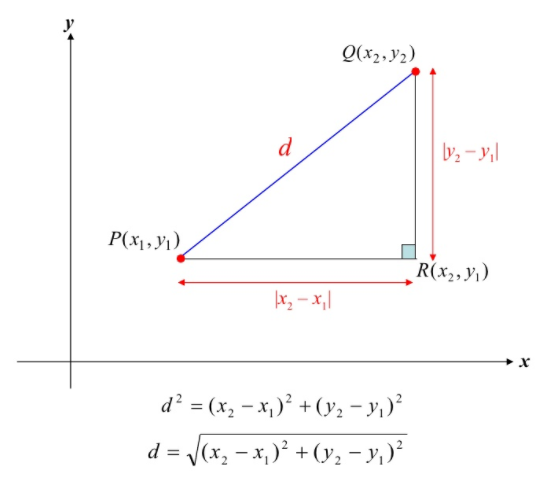 y
Q(x₂, y₂)
d
|y₂ − y₁|
P(x₁, y₁)
R(x₂, y₁)
|x₂ − x₁|
x
d² = (x₂ − x₁)² + (y₂ − y₁)²
d = √((x₂ − x₁)² + (y₂ − y₁)²)